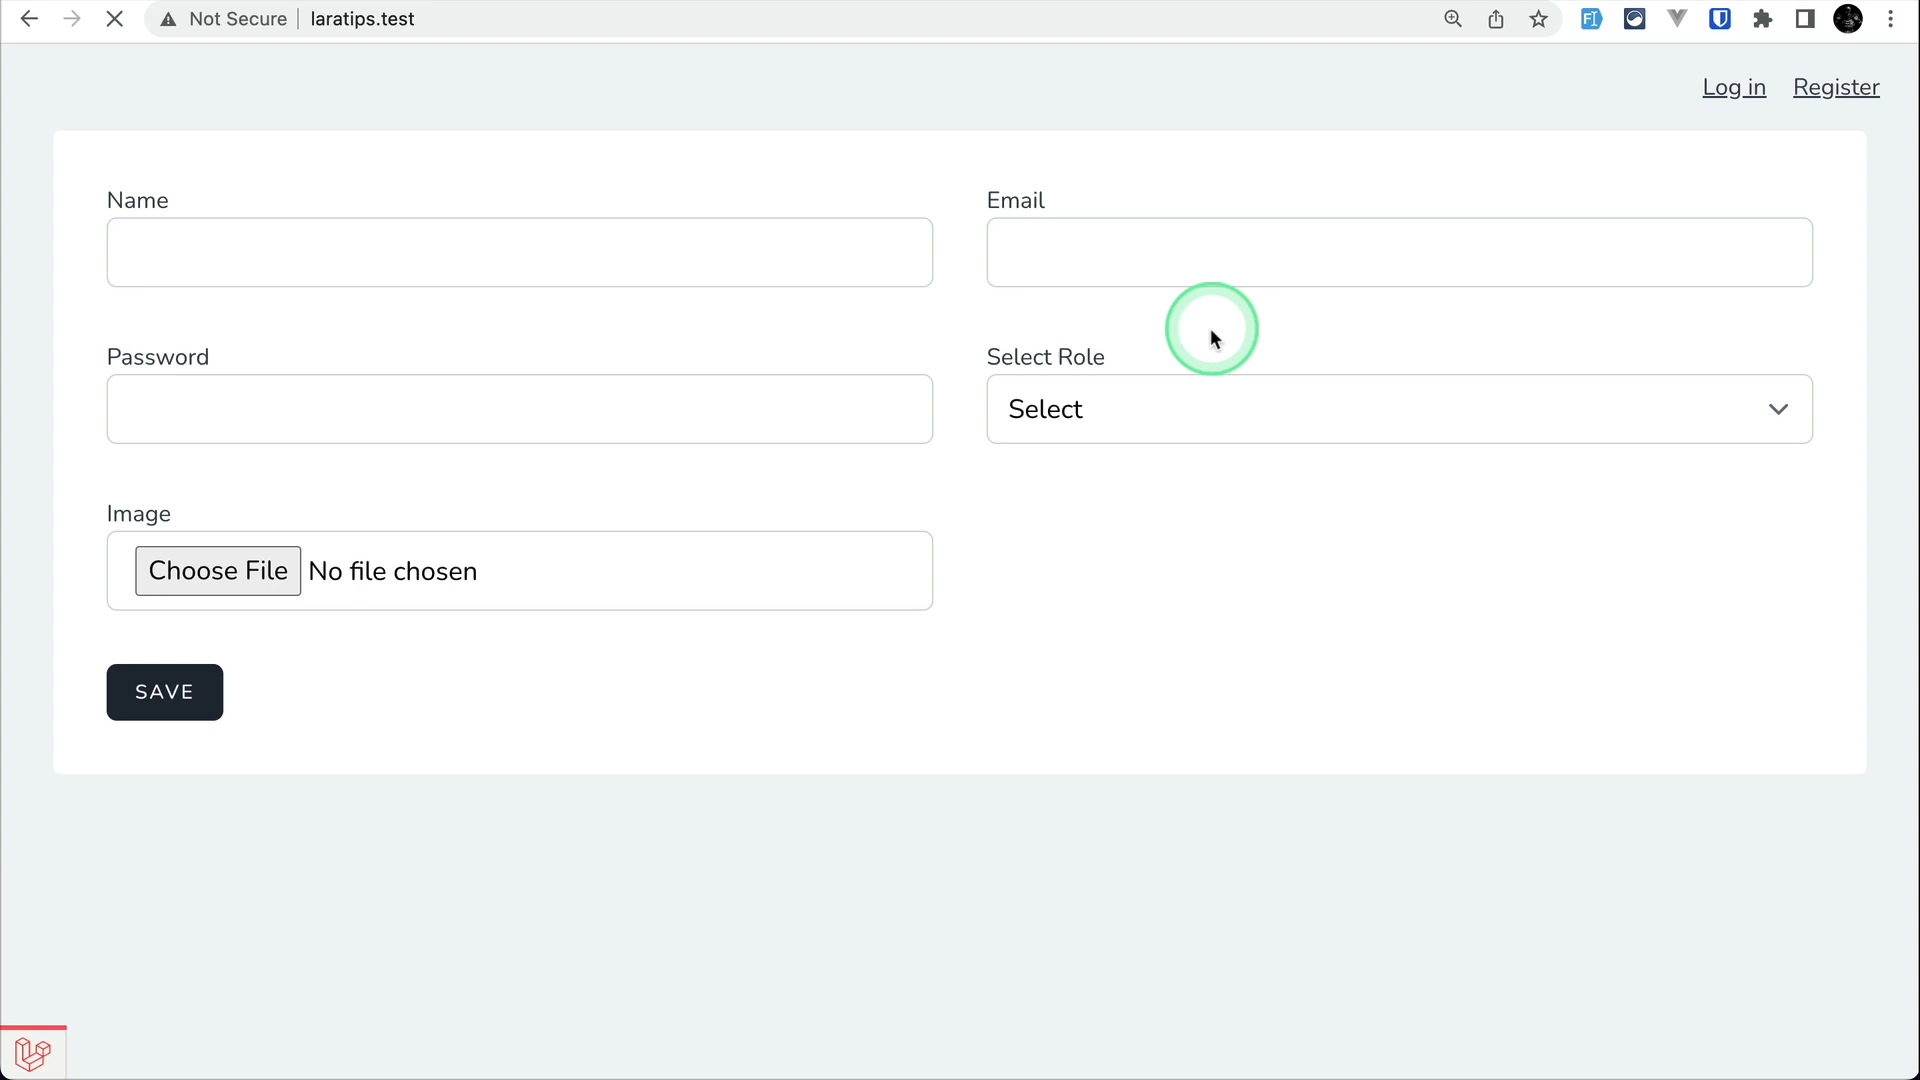 Not Secure laratips.test
Log in Register
Name
Email
Password
Select Role
Select
Image
Choose File No file chosen
SAVE